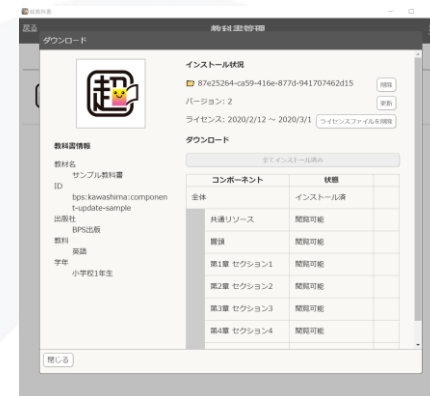 超教科書
戻る
教科書管理
ダウンロード
超
教科書情報
教材名
サンプル教科書
ID
bps:kawashima:componen
t-update-sample
出版社
BPS出版
教科
英語
学年
小学校1年生
インストール状況
87e25264-ca59-416e-877d-941707462d15
削除
バージョン: 2
更新
ライセンス: 2020/2/12 ~ 2020/3/1
ライセンスファイルを削除
ダウンロード
全てインストール済み
コンポーネント 状態
全体 インストール済
共通リソース 閲覧可能
冒頭 閲覧可能
第1章 セクション1 閲覧可能
第2章 セクション2 閲覧可能
第3章 セクション3 閲覧可能
第4章 セクション4 閲覧可能
閉じる